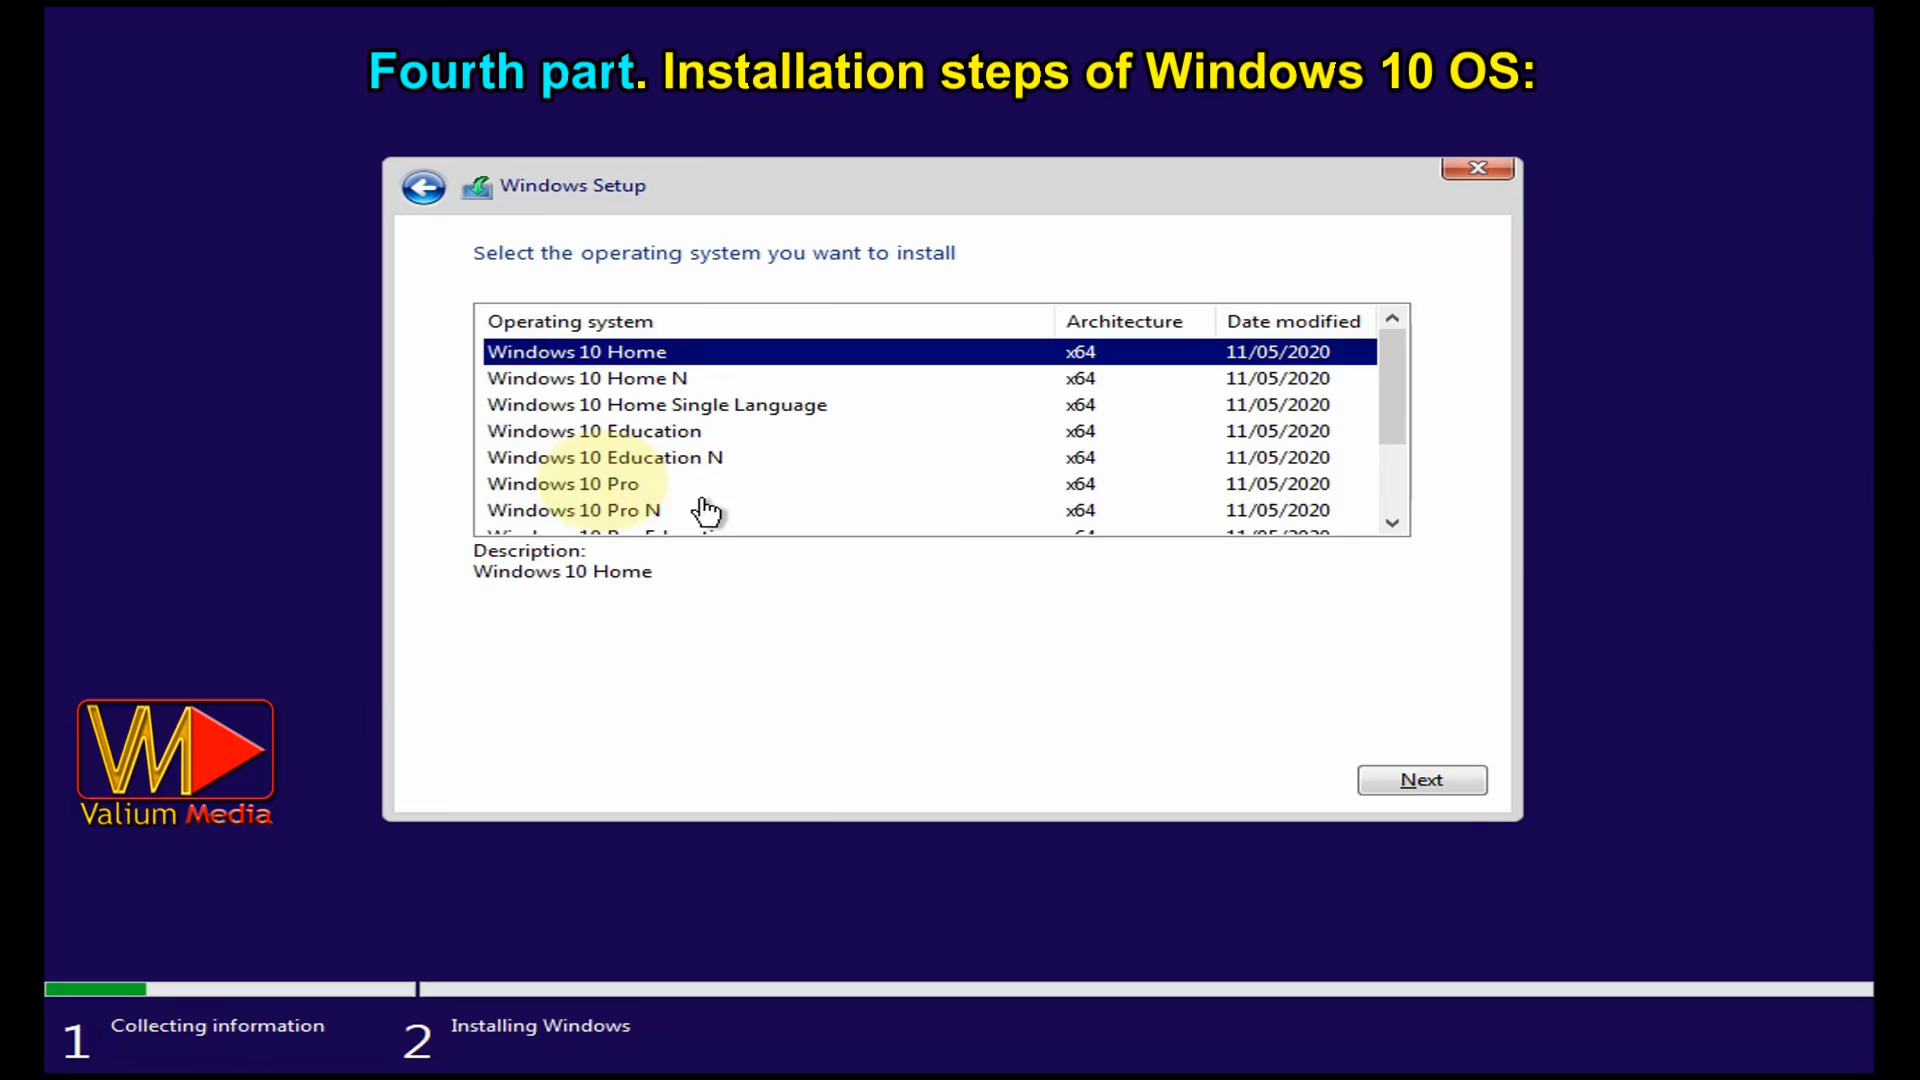 Fourth part. Installation steps of Windows 10 OS:
Windows Setup
Select the operating system you want to install
Operating system Architecture Date modified
Windows 10 Home x64 11/05/2020
Windows 10 Home N x64 11/05/2020
Windows 10 Home Single Language x64 11/05/2020
Windows 10 Education x64 11/05/2020
Windows 10 Education N x64 11/05/2020
Windows 10 Pro x64 11/05/2020
Windows 10 Pro N x64 11/05/2020
Description:
Windows 10 Home
Next
VM
Valium Media
1 Collecting information 2 Installing Windows